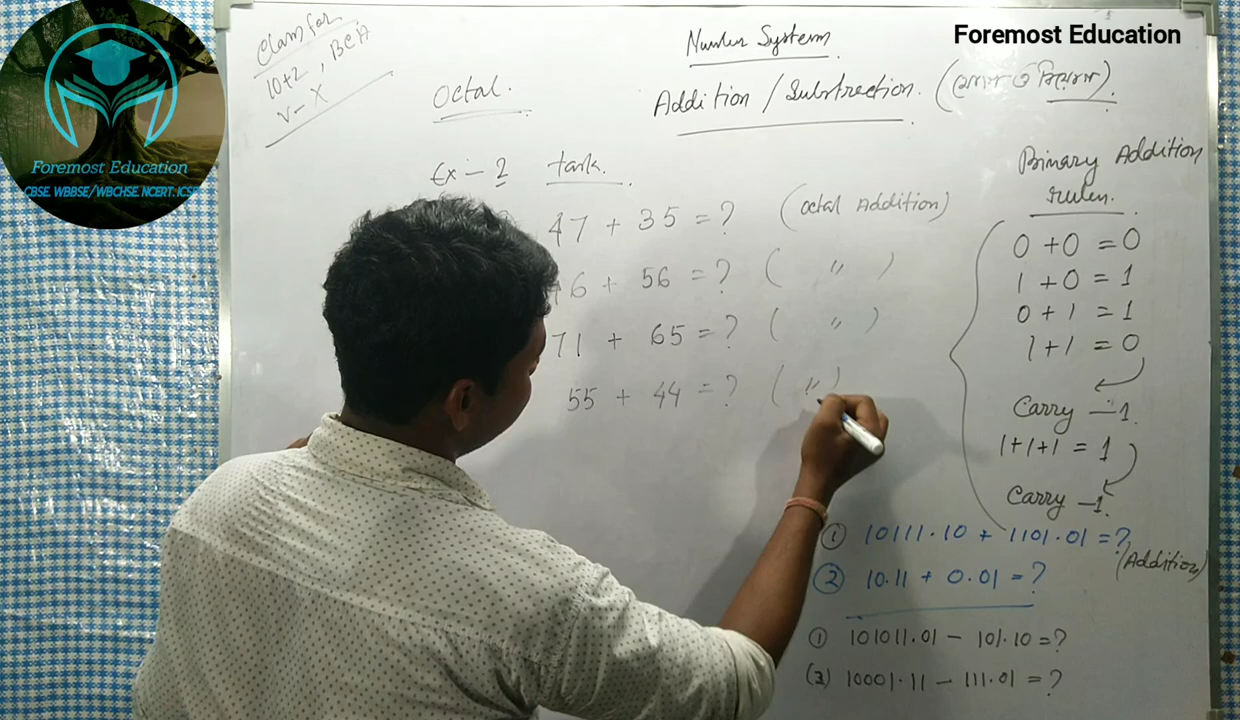 Foremost Education
Class for
10+2, BCA
V - X
Foremost Education
CBSE. WBBSE/WBCHSE. NCERT. ICSE
Number System
Octal.
Addition / Substrection. (যোগ ও বিয়োগ).
Ex - 2 task.
47 + 35 = ? (Octal Addition)
6 + 56 = ? ( " )
71 + 65 = ? ( " )
55 + 44 = ? ( " )
Binary Addition
rules.
0 + 0 = 0
1 + 0 = 1
0 + 1 = 1
1 + 1 = 0
Carry - 1.
1+1+1 = 1
Carry - 1.
① 10111.10 + 1101.01 = ?
(Addition)
② 10.11 + 0.01 = ?
① 101011.01 - 101.10 = ?
(2) 10001.11 - 111.01 = ?